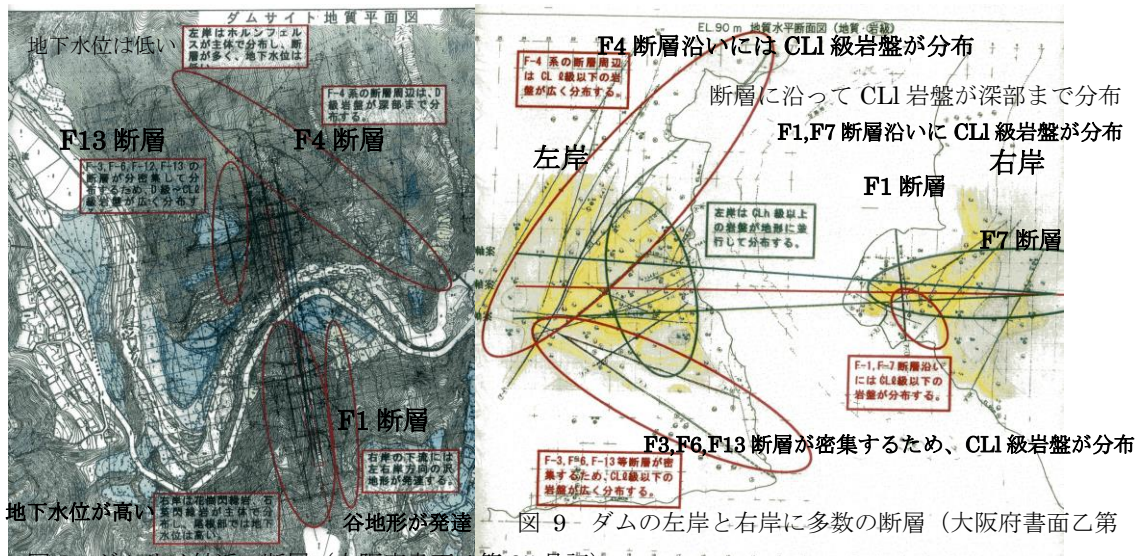 ダムサイト地質平面図
地下水位は低い
左岸はホルンフェル
スが主体で分布し、断
層が多く、地下水位は
F-4系の断層周辺は、D
級岩盤が深部まで分
布する。
F13 断層
F4 断層
F-3,F-6,F-12,F-13の
断層が分密集して分
布するため、D級～CLℓ
級岩盤が広く分布す
F1 断層
右岸の下流には
左右岸方向の沢
地形が発達する。
右岸は花崗閃緑岩、石
英閃緑岩が主体で分
布し、尾根部では地下
水位は高い。
地下水位が高い
谷地形が発達
EL.90 m 地質水平断面図（地質・岩級）
F4 断層沿いには CLl 級岩盤が分布
F-4 系の断層周辺
は CLℓ級以下の岩
盤が広く分布する。
断層に沿って CLl 岩盤が深部まで分布
F1,F7 断層沿いに CLl 級岩盤が分布
左岸
右岸
F1 断層
左岸は CLh 級以上
の岩盤が地形に並
行して分布する。
F7 断層
軸案
軸案
F-1,F-7断層沿い
にはCLℓ級以下の
岩盤が分布する。
F3,F6,F13 断層が密集するため、CLl 級岩盤が分布
F-3,F-6,F-13等断層が密
集するため、CLℓ級以下の
岩盤が広く分布する。
図 9 ダムの左岸と右岸に多数の断層（大阪府書面乙第